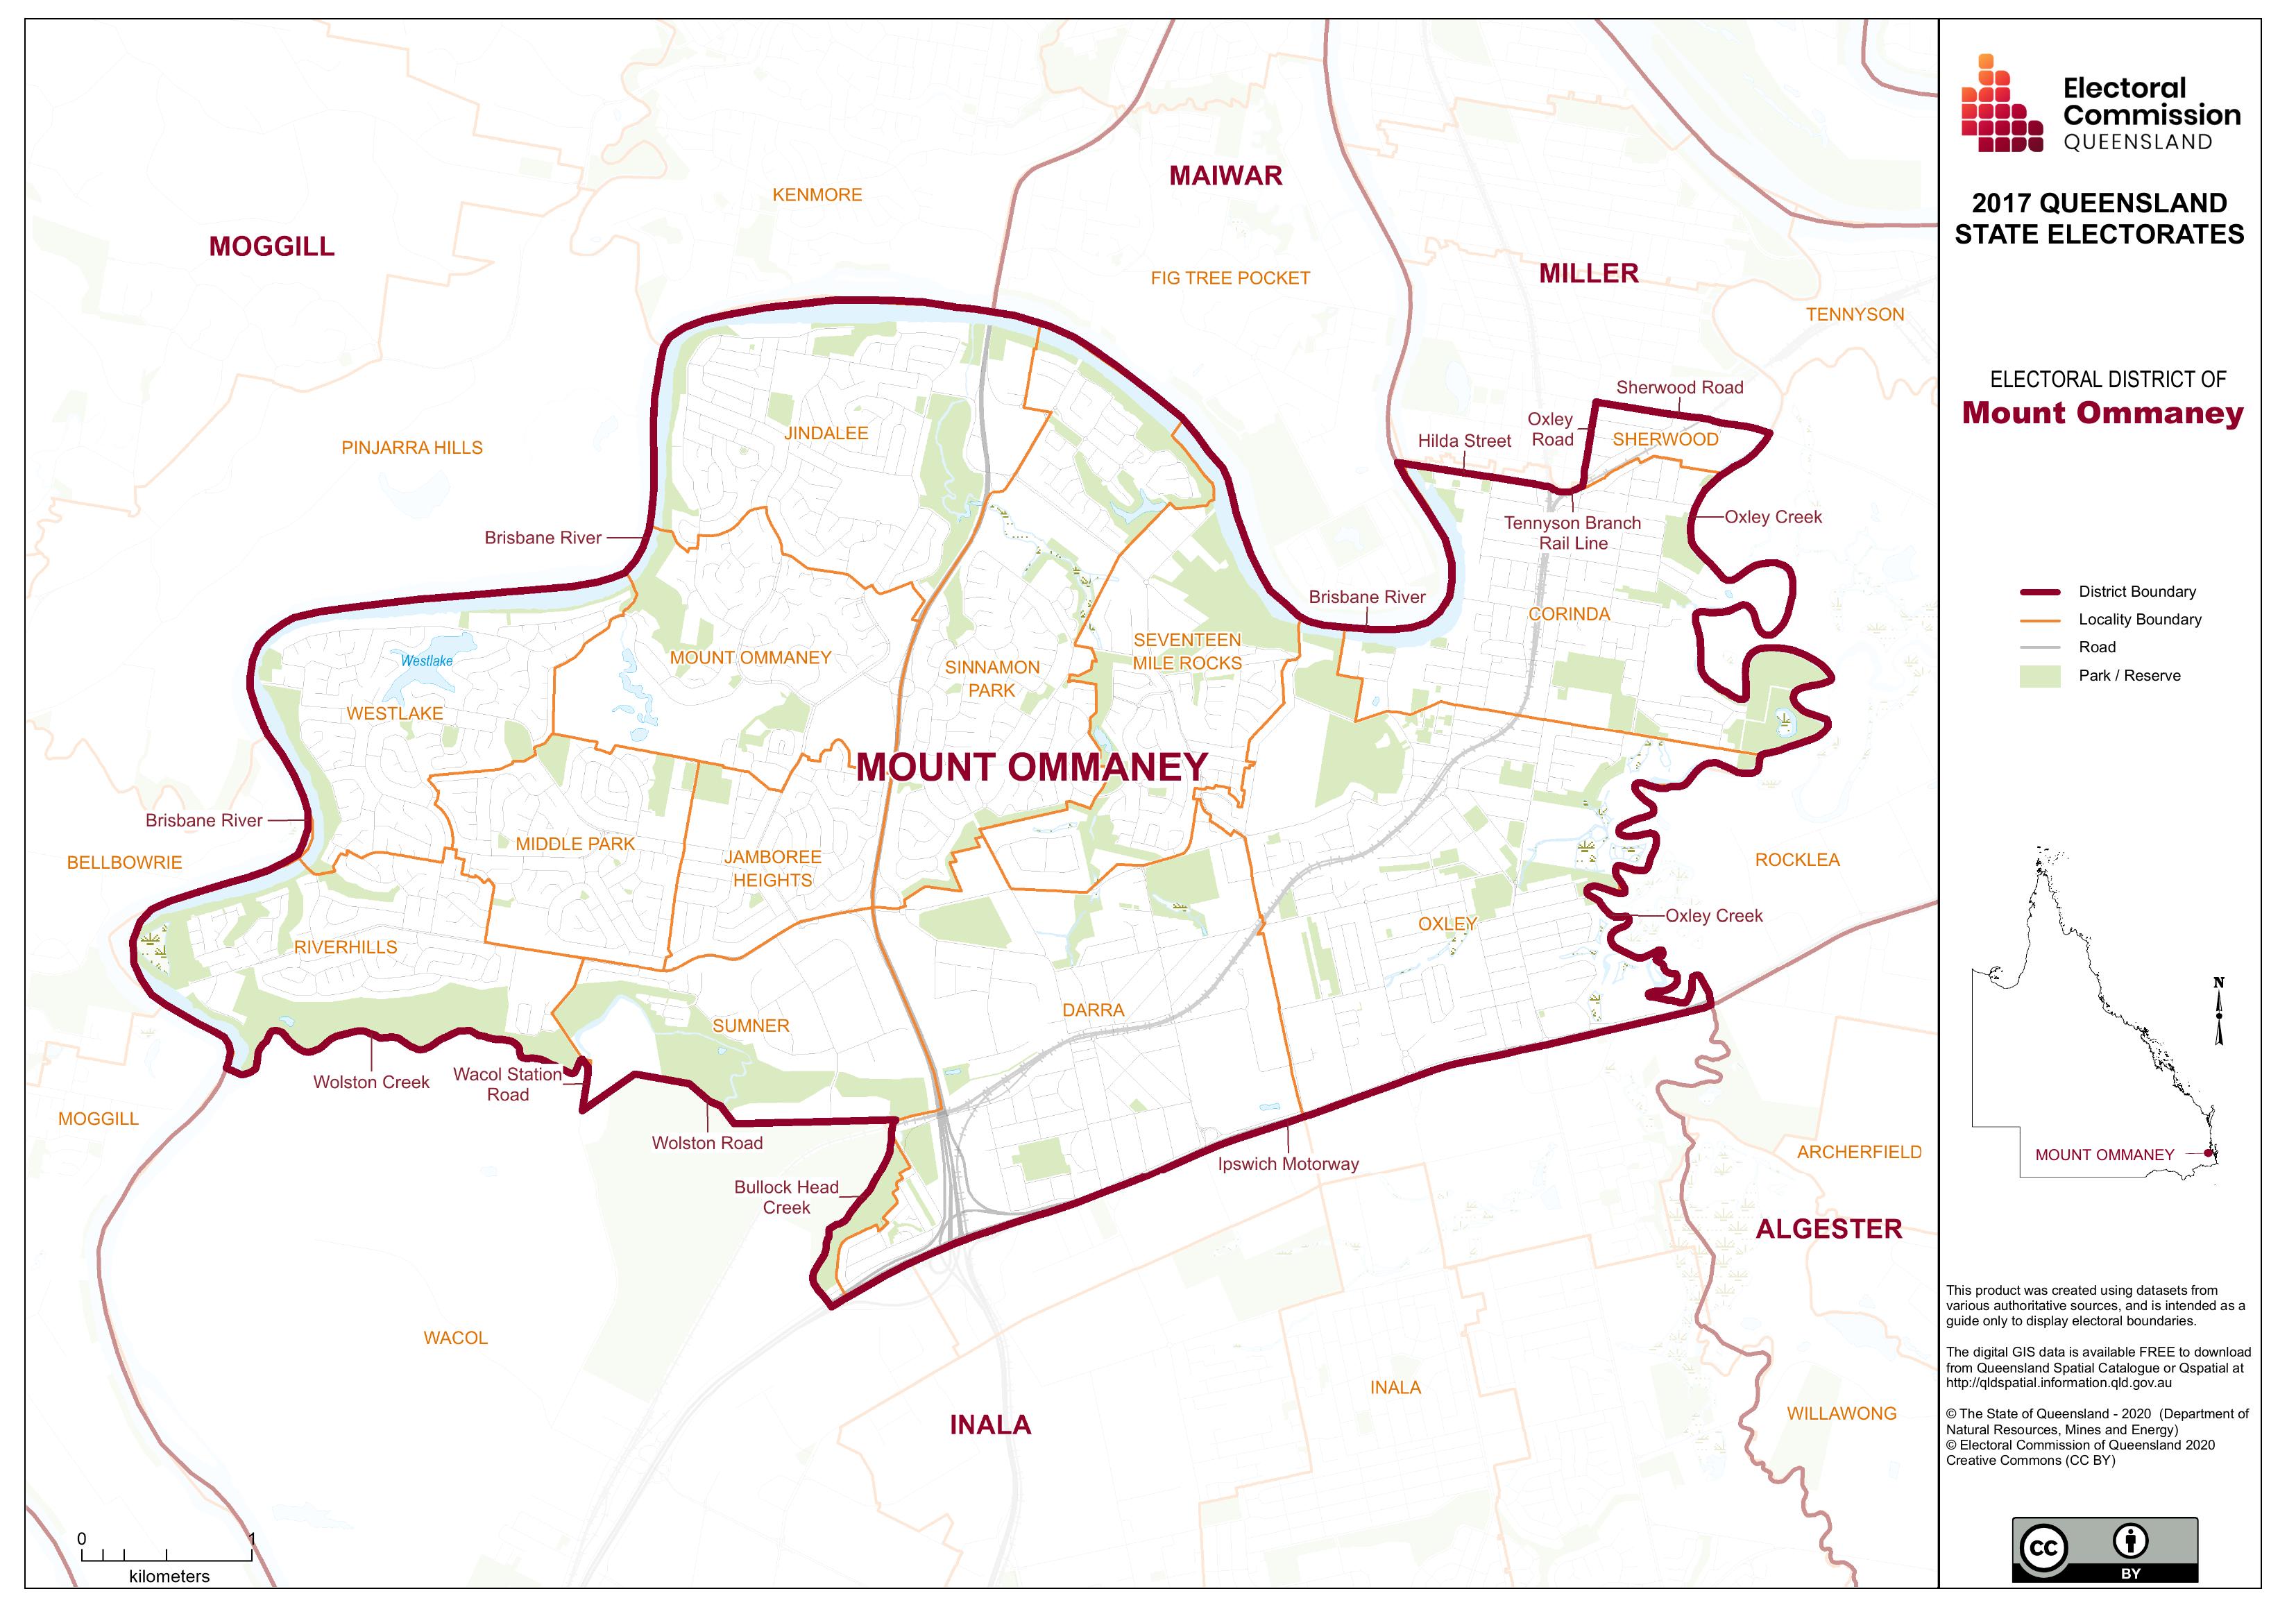 Electoral
Commission
QUEENSLAND
2017 QUEENSLAND
STATE ELECTORATES
ELECTORAL DISTRICT OF
Mount Ommaney
District Boundary
Locality Boundary
Road
Park / Reserve
N
MOUNT OMMANEY
This product was created using datasets from
various authoritative sources, and is intended as a
guide only to display electoral boundaries.
The digital GIS data is available FREE to download
from Queensland Spatial Catalogue or Qspatial at
http://qldspatial.information.qld.gov.au
© The State of Queensland - 2020 (Department of
Natural Resources, Mines and Energy)
© Electoral Commission of Queensland 2020
Creative Commons (CC BY)
CC
BY
MAIWAR
KENMORE
MOGGILL
FIG TREE POCKET
MILLER
TENNYSON
Sherwood Road
Oxley
Road
SHERWOOD
Hilda Street
JINDALEE
PINJARRA HILLS
Tennyson Branch
Rail Line
Oxley Creek
Brisbane River
Brisbane River
CORINDA
SEVENTEEN
MILE ROCKS
MOUNT OMMANEY
SINNAMON
PARK
Westlake
WESTLAKE
MOUNT OMMANEY
Brisbane River
BELLBOWRIE
MIDDLE PARK
JAMBOREE
HEIGHTS
ROCKLEA
OXLEY
Oxley Creek
RIVERHILLS
SUMNER
DARRA
Wolston Creek
Wacol Station
Road
MOGGILL
Wolston Road
Ipswich Motorway
ARCHERFIELD
Bullock Head
Creek
ALGESTER
WACOL
INALA
INALA
WILLAWONG
0 1
kilometers